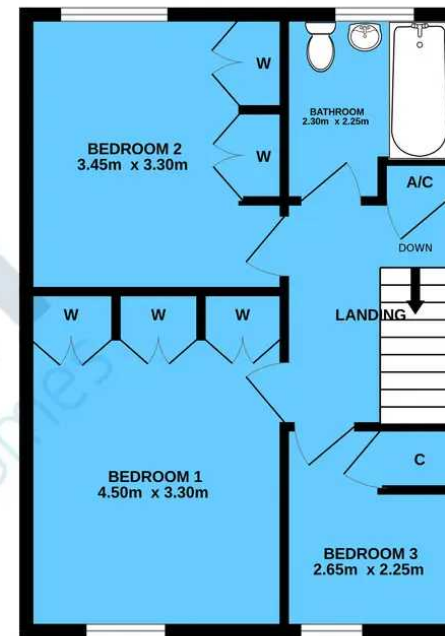 W
BATHROOM
2.30m x 2.25m
BEDROOM 2
3.45m x 3.30m
W
A/C
DOWN
W
W
W
LANDING
BEDROOM 1
4.50m x 3.30m
C
BEDROOM 3
2.65m x 2.25m
omes